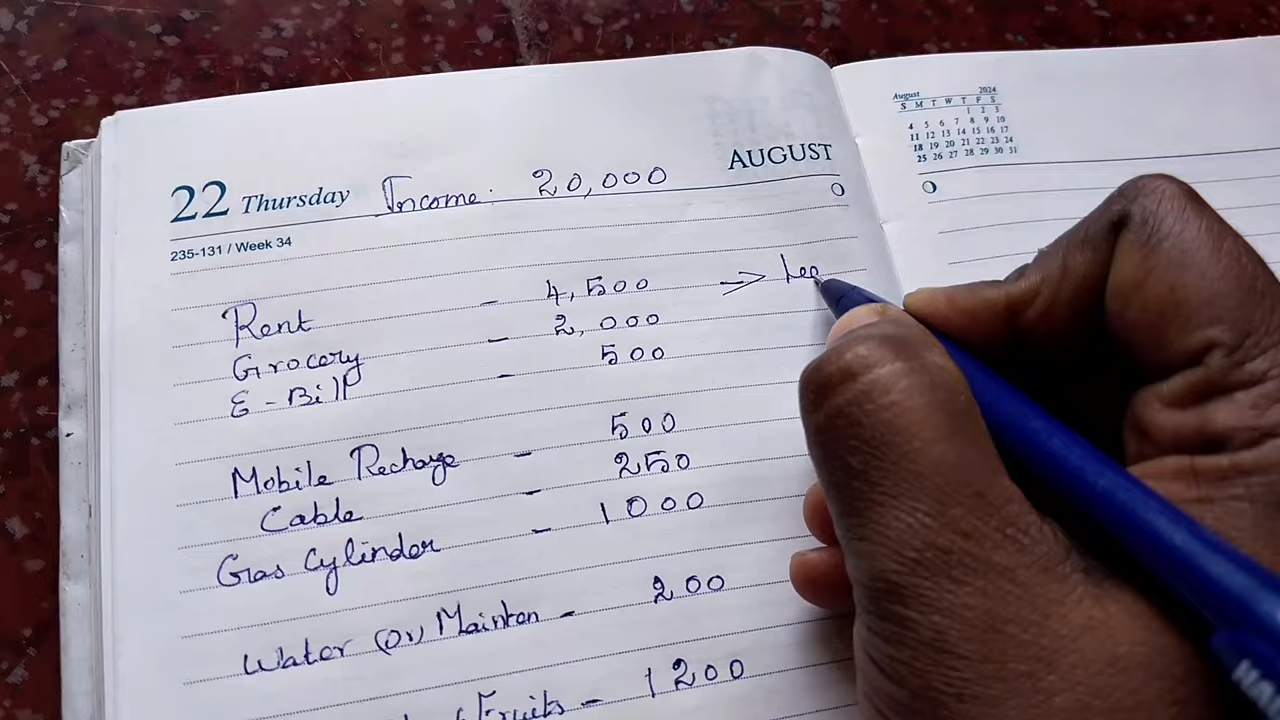 22 Thursday Income: 20,000 AUGUST
235-131 / Week 34
Rent - 4,500 →
Grocery - 2,000
E-Bill - 500
Mobile Recharge - 500
Cable - 250
Gas Cylinder - 1000
Water (Or) Mainten - 200
Fruits - 1200
August 2024
S M T W T F S
1 2 3
4 5 6 7 8 9 10
11 12 13 14 15 16 17
18 19 20 21 22 23 24
25 26 27 28 29 30 31